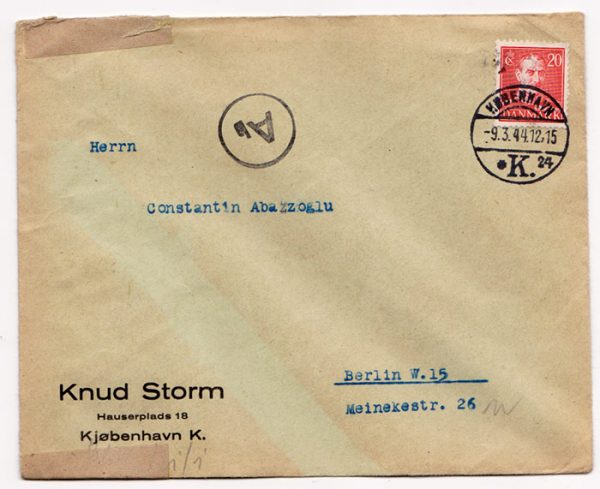 20
DANMARK
KØBENHAVN
-9.3.44.12,15
*K. 24
Herrn
Constantin Abazzoglu
Knud Storm
Hauserplads 18
Kjøbenhavn K.
Berlin W.15
Meinekestr. 26